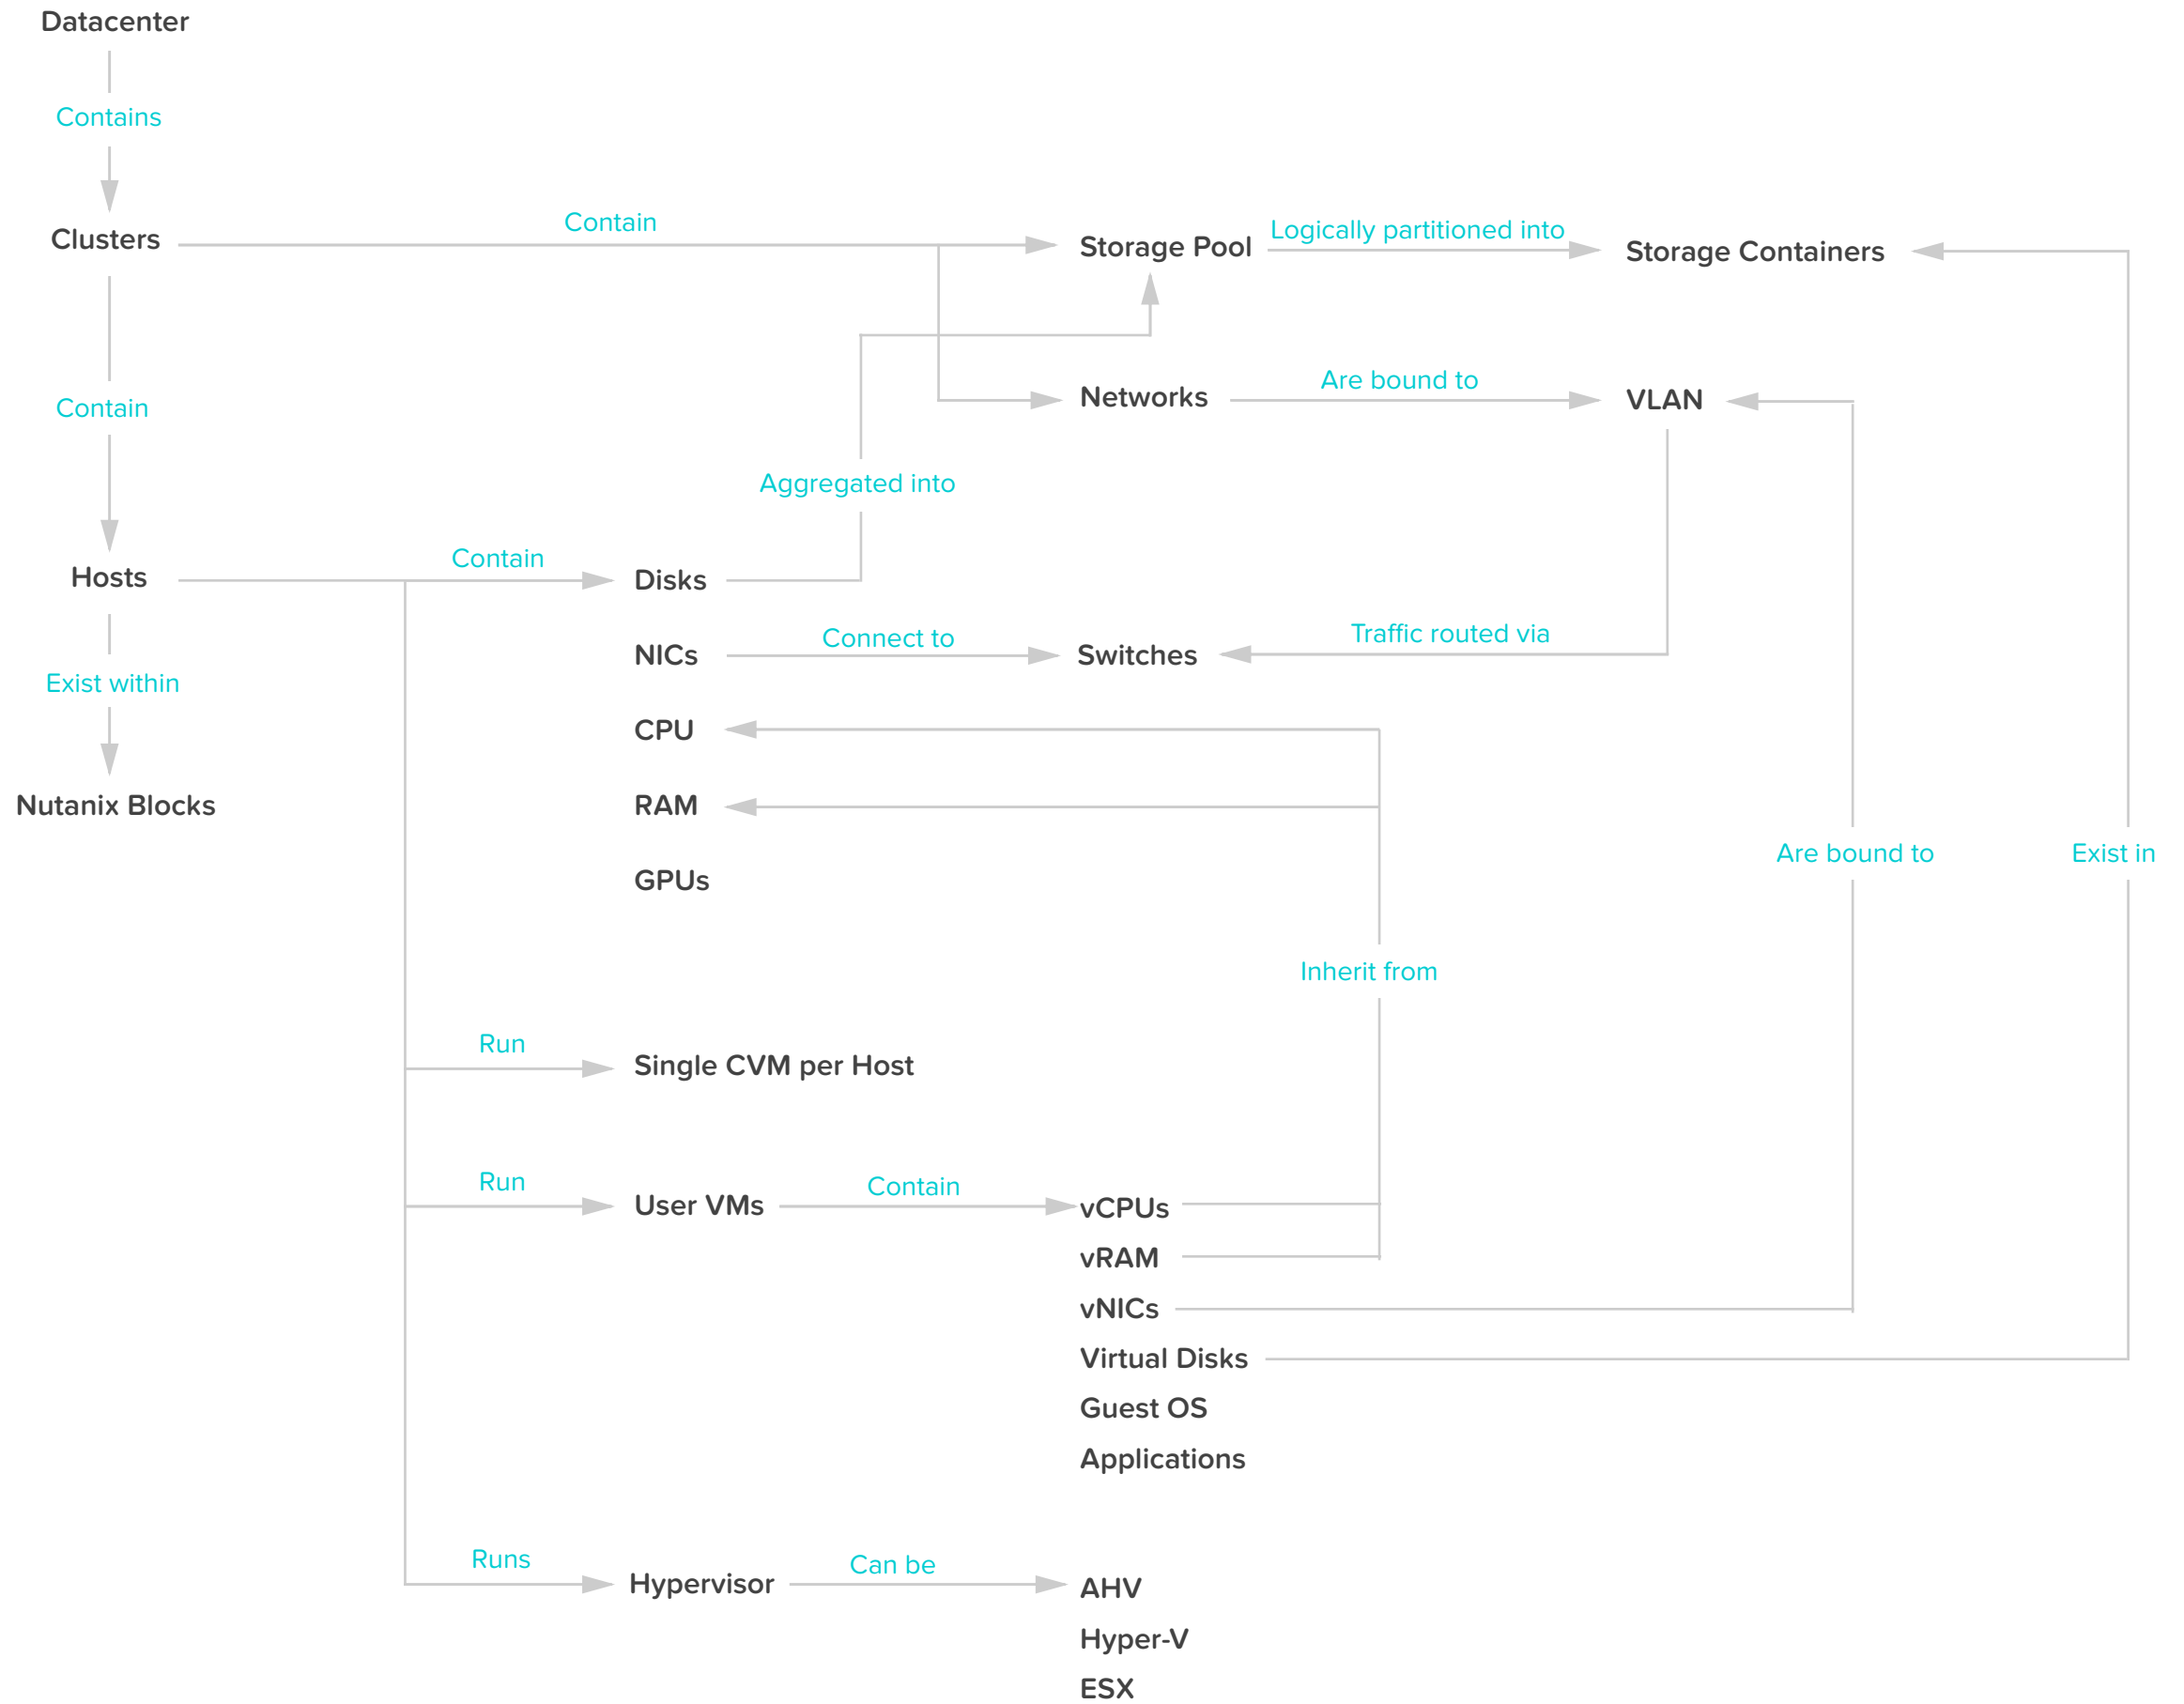 Datacenter
Contains
Clusters
Contain
Storage Pool
Logically partitioned into
Storage Containers
Networks
Are bound to
VLAN
Contain
Aggregated into
Hosts
Contain
Disks
NICs
Connect to
Switches
Traffic routed via
Exist within
CPU
Nutanix Blocks
RAM
GPUs
Are bound to
Exist in
Inherit from
Run
Single CVM per Host
Run
User VMs
Contain
vCPUs
vRAM
vNICs
Virtual Disks
Guest OS
Applications
Runs
Hypervisor
Can be
AHV
Hyper-V
ESX